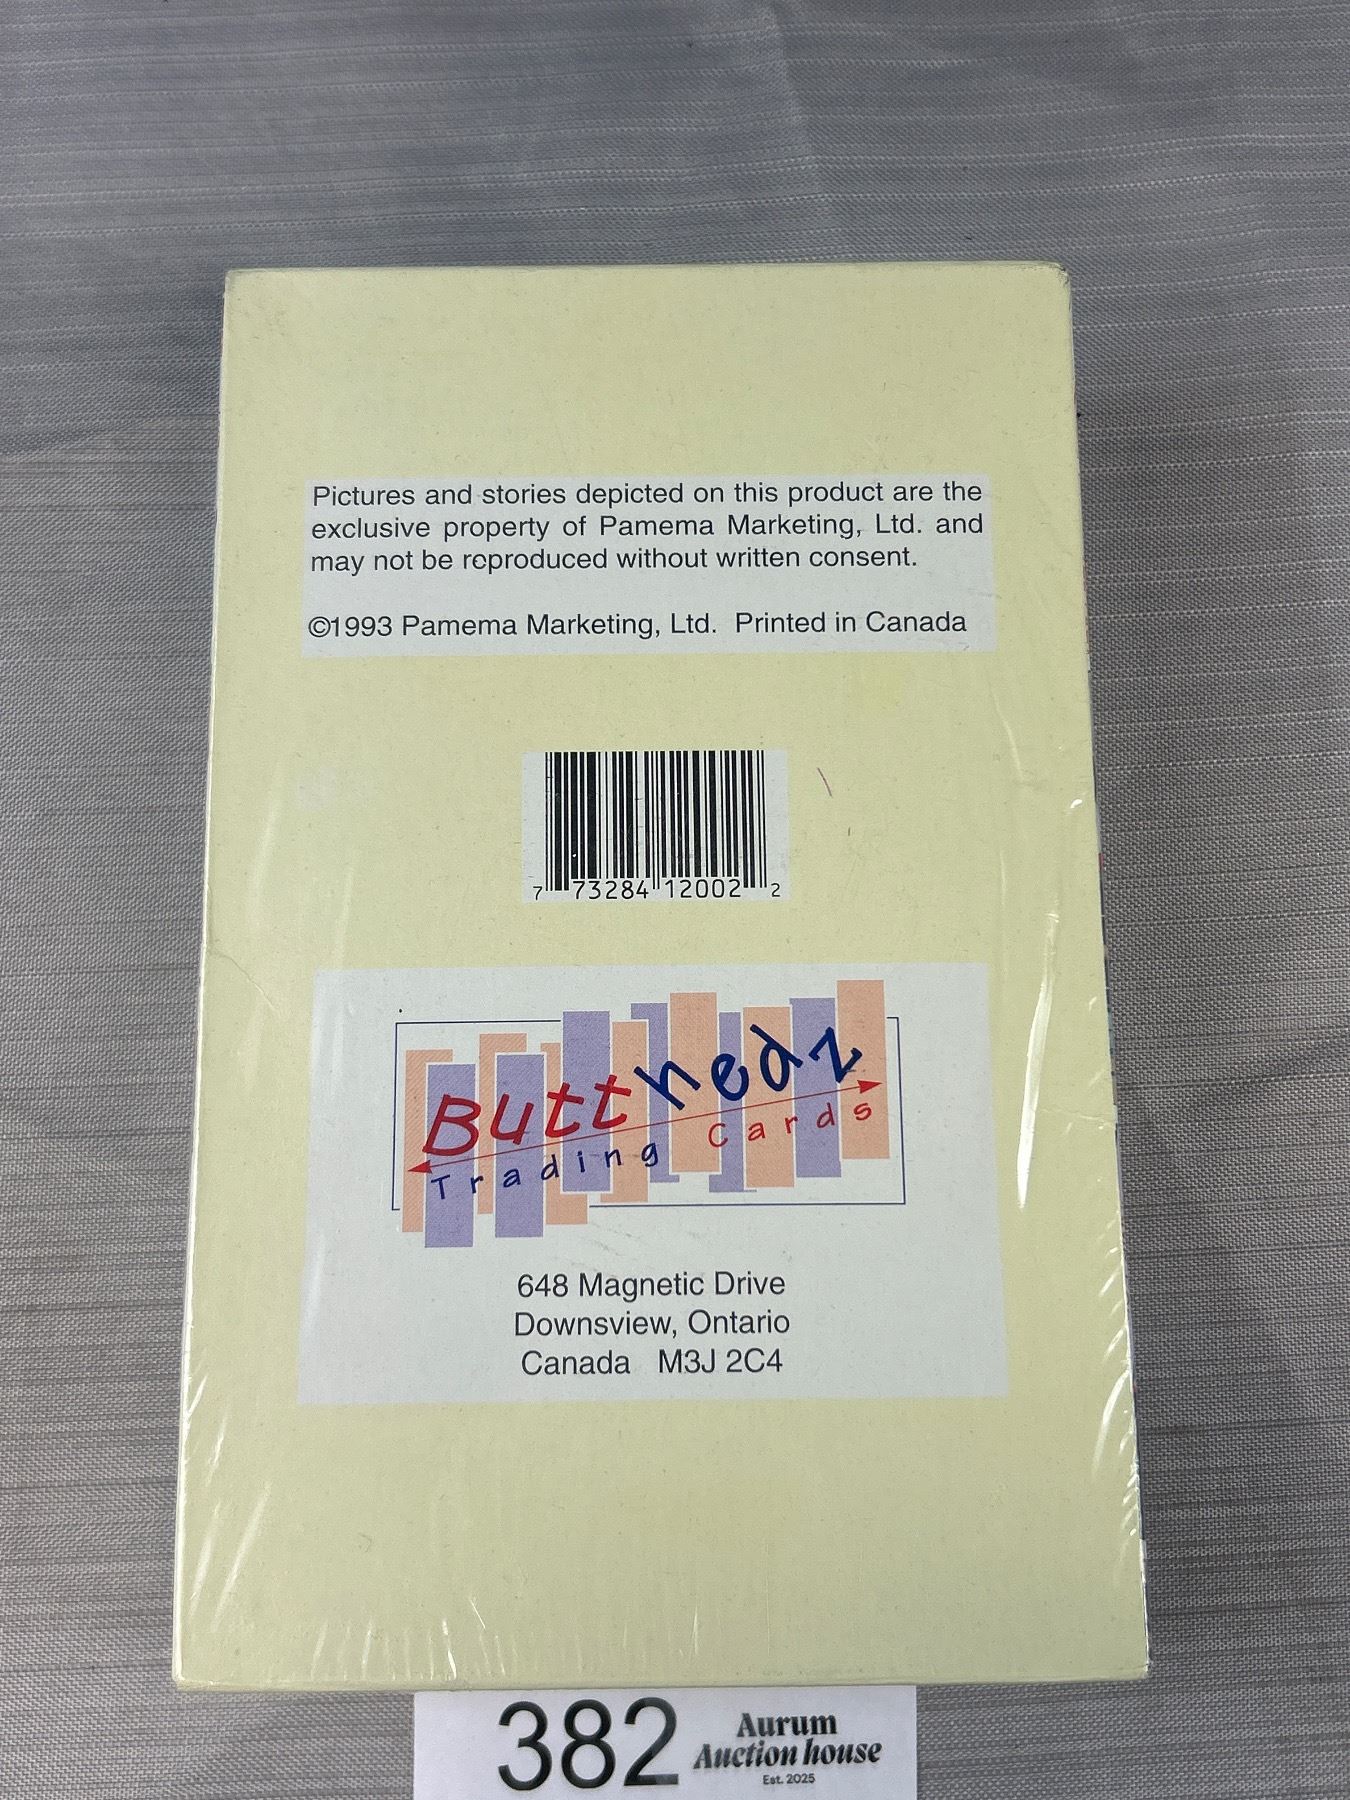 Pictures and stories depicted on this product are the
exclusive property of Pamema Marketing, Ltd. and
may not be reproduced without written consent.
©1993 Pamema Marketing, Ltd. Printed in Canada
7 73284 12002 2
Butthedz
Trading Cards
648 Magnetic Drive
Downsview, Ontario
Canada M3J 2C4
382 Aurum
Auction house
Est. 2025